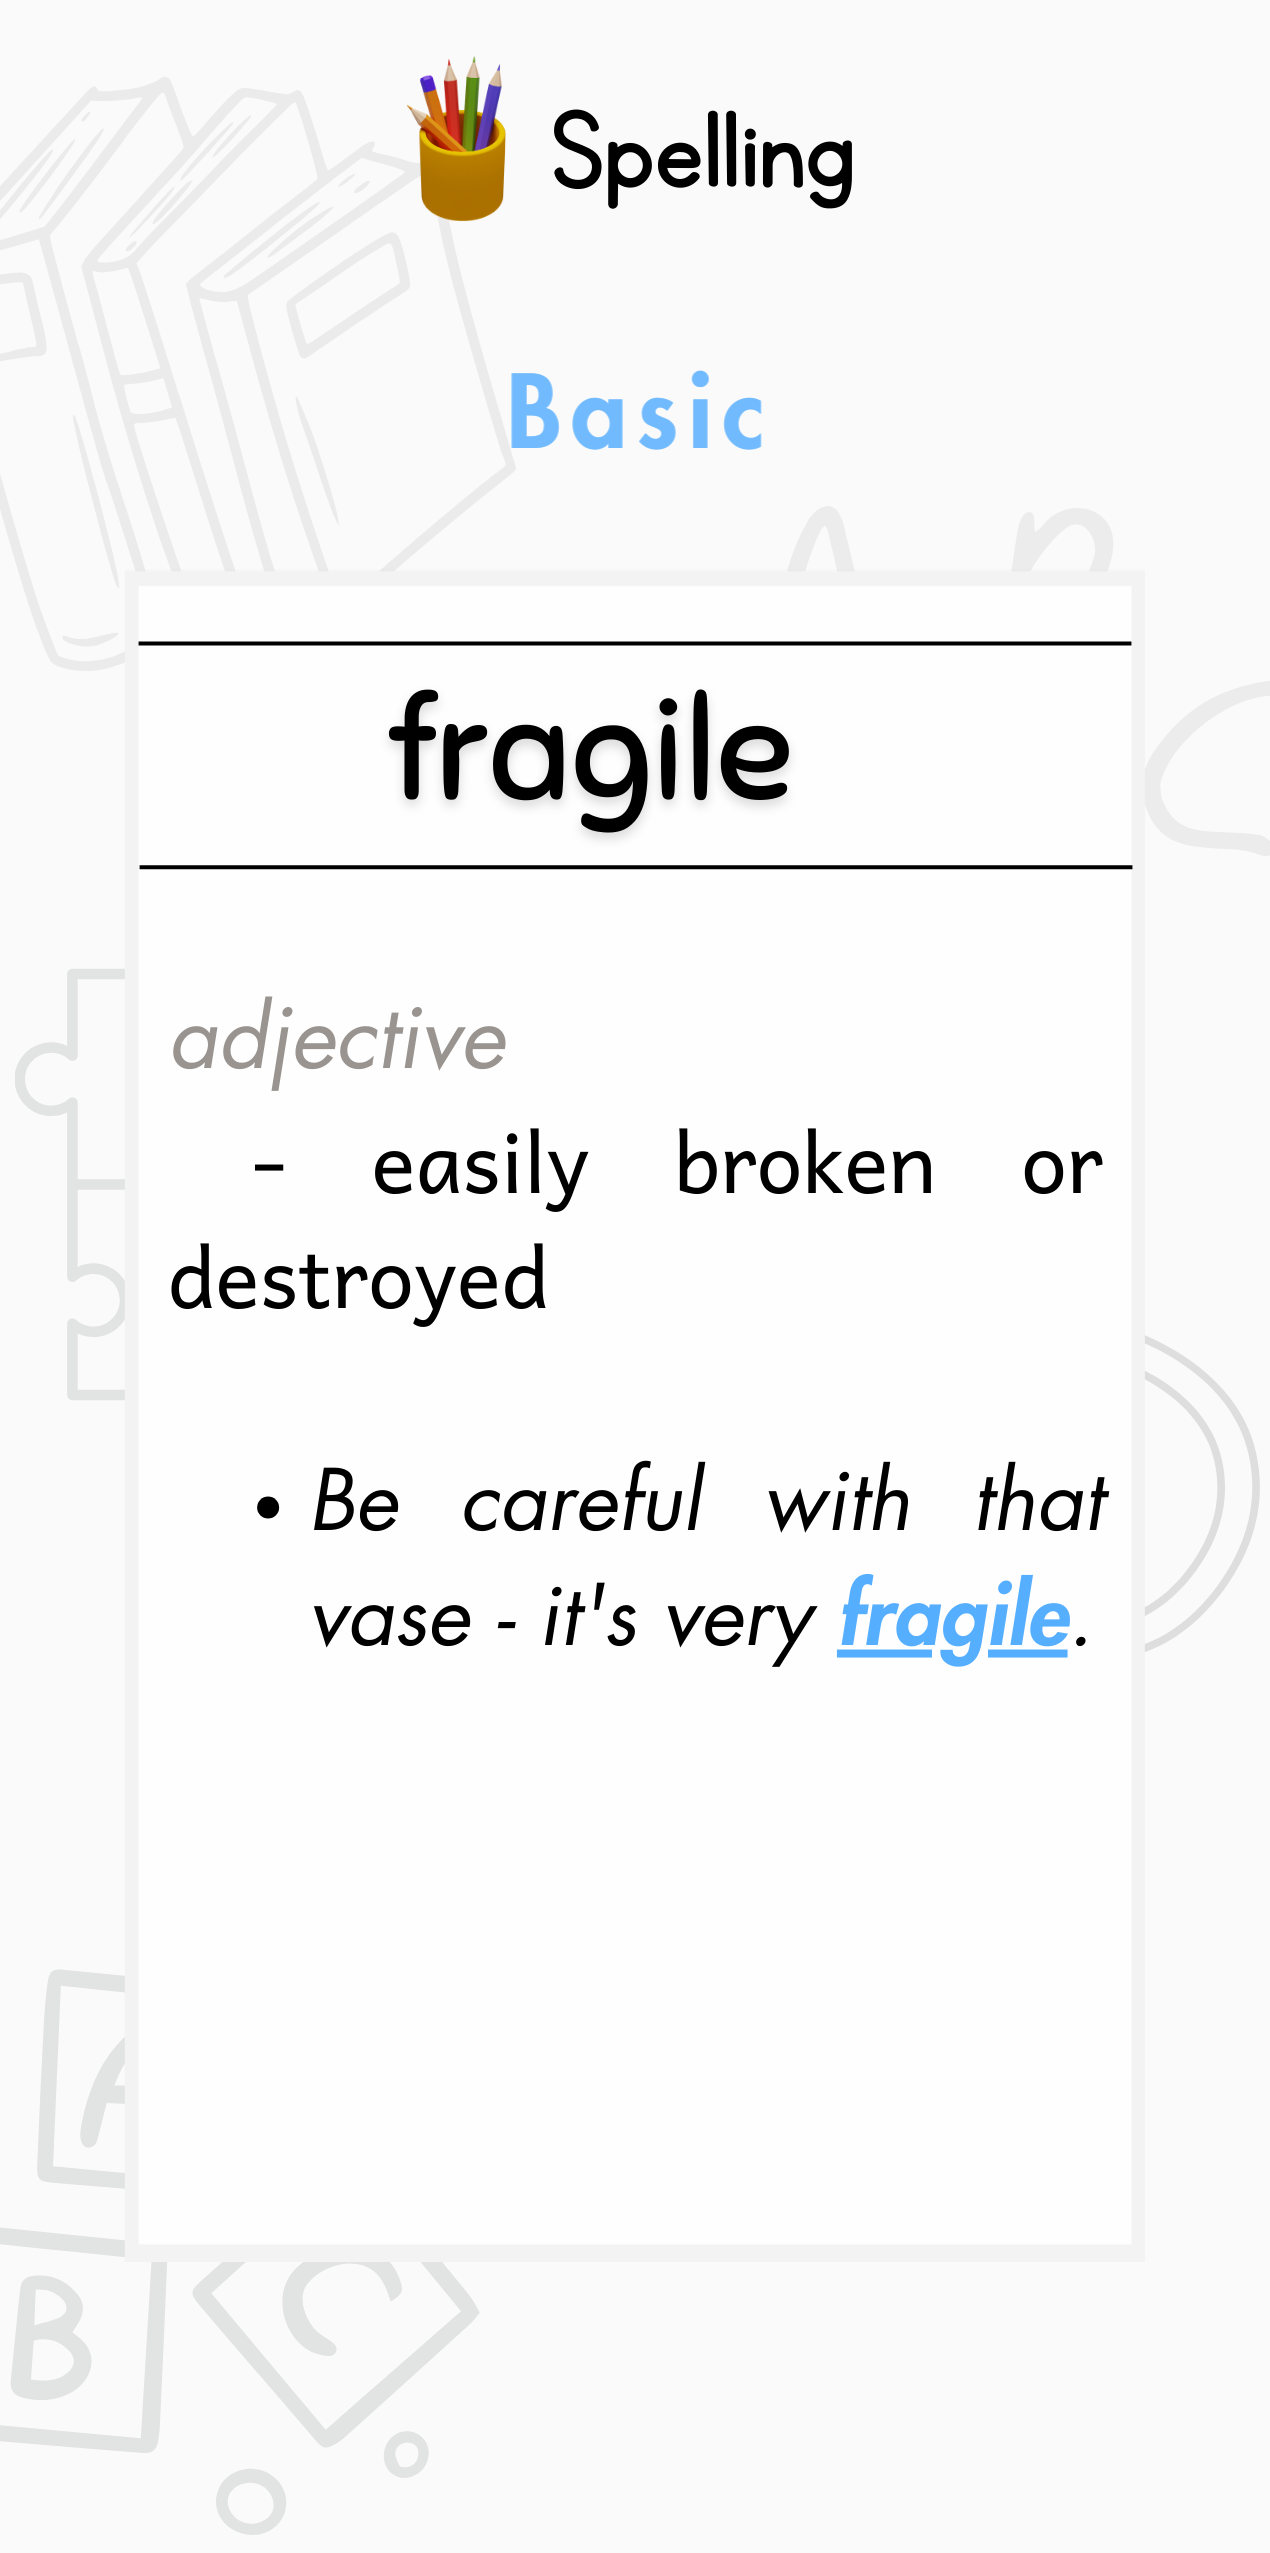 Spelling
Basic
fragile
adjective
- easily broken or
destroyed
• Be careful with that
vase - it's very fragile.
A
B
C